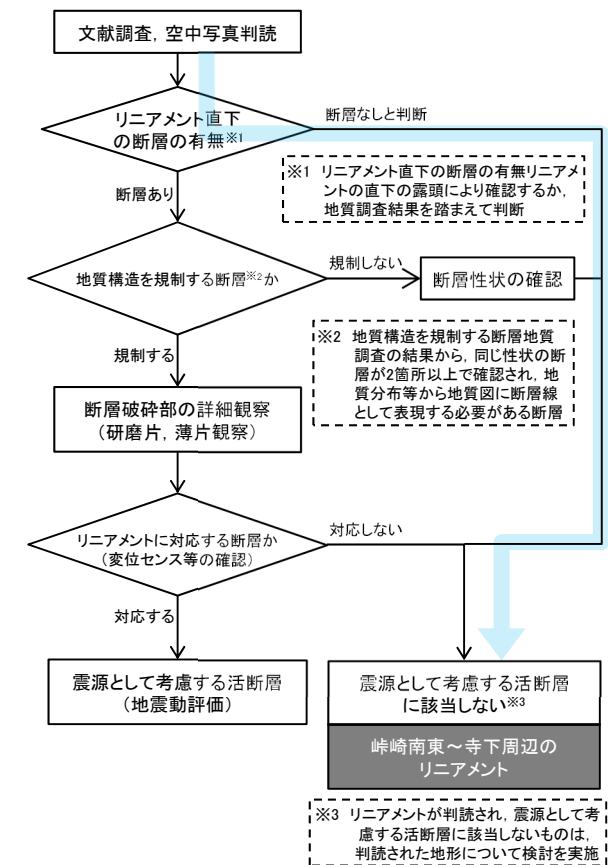 文献調査，空中写真判読
リニアメント直下
の断層の有無※1
断層なしと判断
※1 リニアメント直下の断層の有無リニアメ
ントの直下の露頭により確認するか，
地質調査結果を踏まえて判断
断層あり
地質構造を規制する断層※2か
規制しない
断層性状の確認
※2 地質構造を規制する断層地質
調査の結果から，同じ性状の断
層が2箇所以上で確認され，地
質分布等から地質図に断層線
として表現する必要がある断層
規制する
断層破砕部の詳細観察
（研磨片，薄片観察）
リニアメントに対応する断層か
（変位センス等の確認）
対応しない
対応する
震源として考慮する活断層
（地震動評価）
震源として考慮する活断層
に該当しない※3
峠崎南東～寺下周辺の
リニアメント
※3 リニアメントが判読され，震源として考
慮する活断層に該当しないものは，
判読された地形について検討を実施